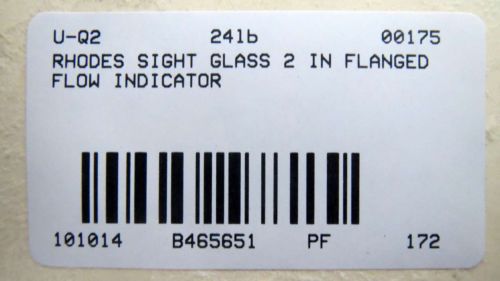 U-Q2 24lb 00175
RHODES SIGHT GLASS 2 IN FLANGED
FLOW INDICATOR
101014 B465651 PF 172